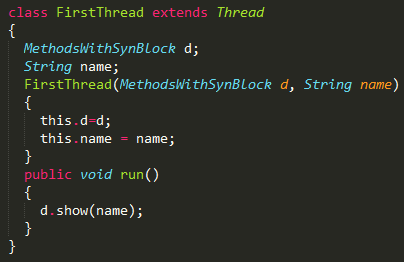 class FirstThread extends Thread
{
  MethodsWithSynBlock d;
  String name;
  FirstThread(MethodsWithSynBlock d, String name)
  {
    this.d=d;
    this.name = name;
  }
  public void run()
  {
    d.show(name);
  }
}